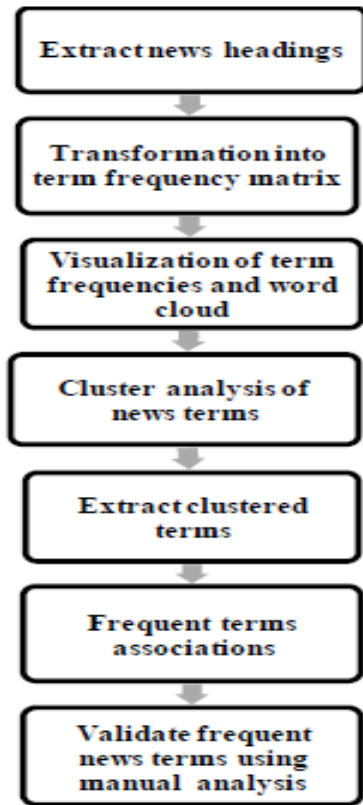 Extract news headings
Transformation into
term frequency matrix
Visualization of term
frequencies and word
cloud
Cluster analysis of
news terms
Extract clustered
terms
Frequent terms
associations
Validate frequent
news terms using
manual analysis